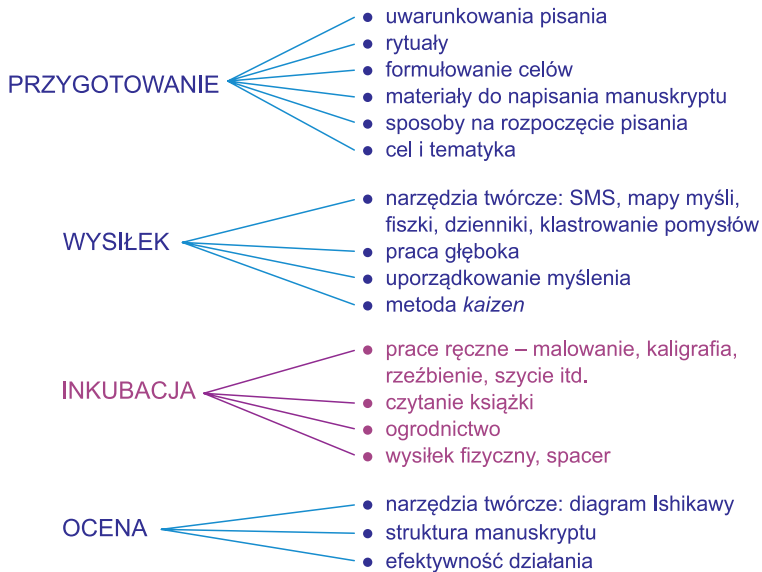 PRZYGOTOWANIE
• uwarunkowania pisania
• rytuały
• formułowanie celów
• materiały do napisania manuskryptu
• sposoby na rozpoczęcie pisania
• cel i tematyka
WYSIŁEK
• narzędzia twórcze: SMS, mapy myśli,
fiszki, dzienniki, klastrowanie pomysłów
• praca głęboka
• uporządkowanie myślenia
• metoda kaizen
INKUBACJA
• prace ręczne – malowanie, kaligrafia,
rzeźbienie, szycie itd.
• czytanie książki
• ogrodnictwo
• wysiłek fizyczny, spacer
OCENA
• narzędzia twórcze: diagram Ishikawy
• struktura manuskryptu
• efektywność działania